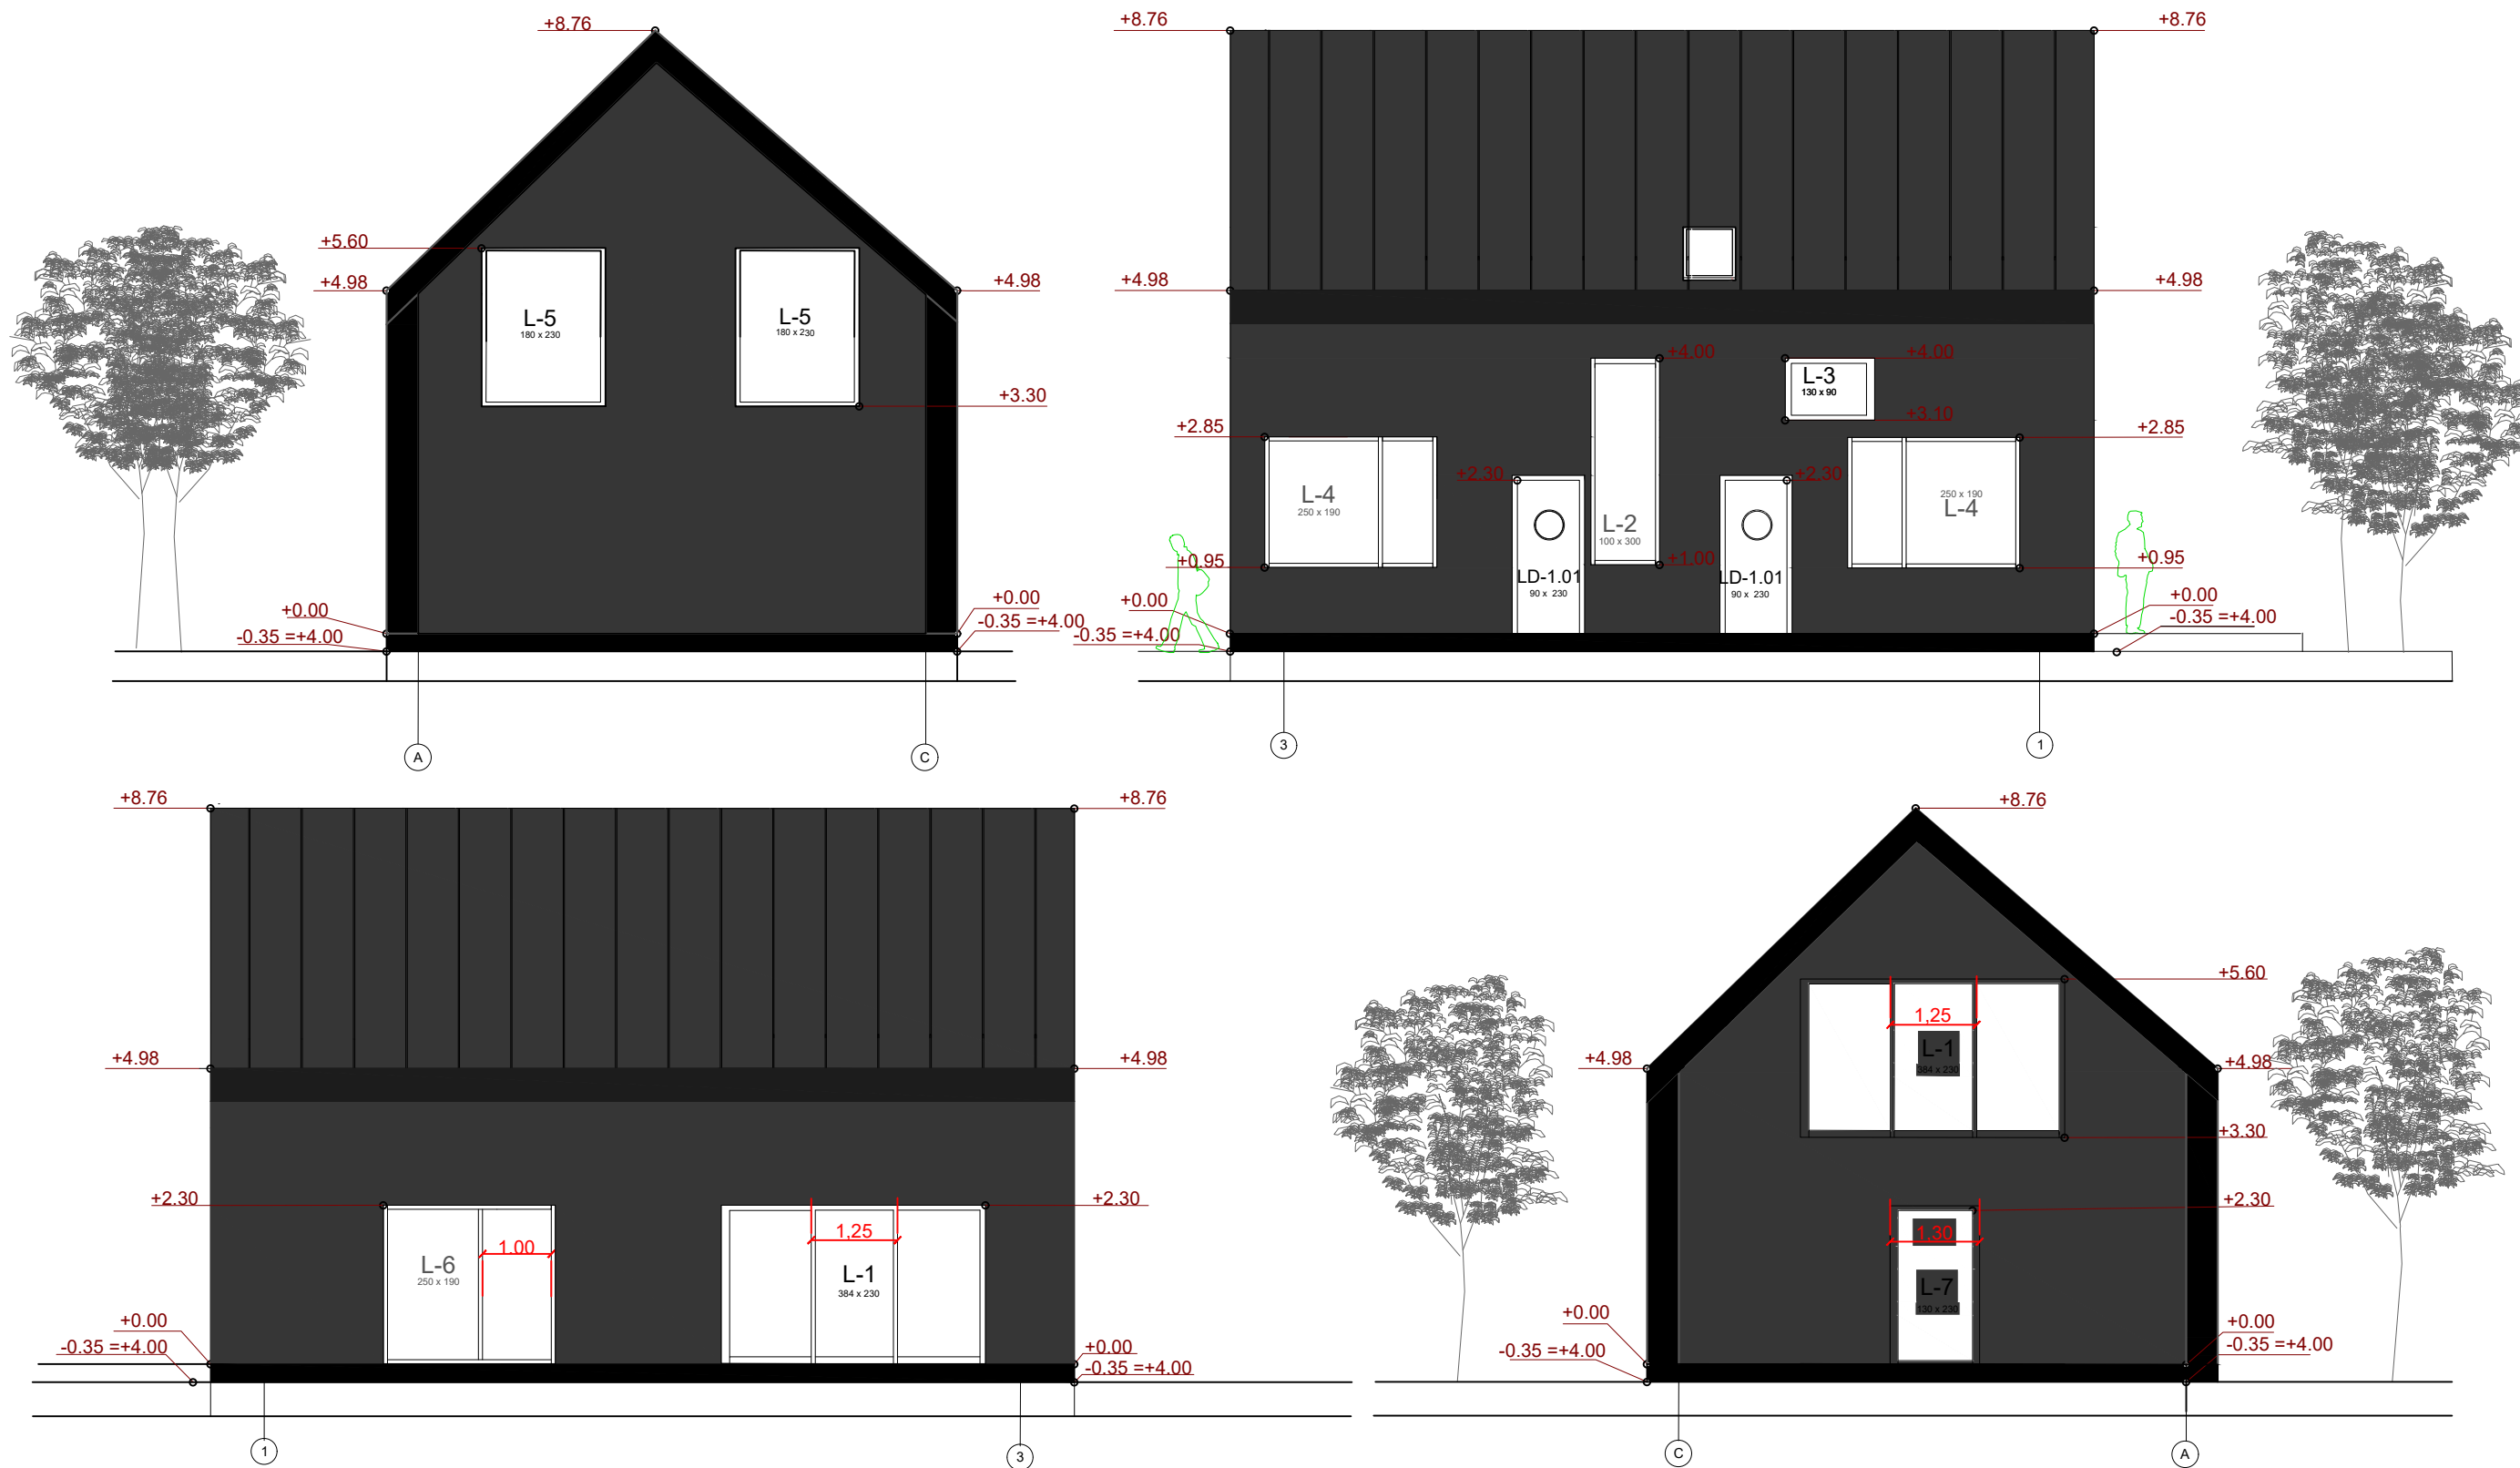 +8.76
+5.60
+4.98
+4.98
L-5
180 x 230
L-5
180 x 230
+3.30
+0.00
-0.35 =+4.00
+0.00
-0.35 =+4.00
A
C
+8.76
+8.76
+4.98
+4.98
+4.00
+4.00
L-3
130 x 90
+3.10
+2.85
+2.85
+2.30
+2.30
L-4
250 x 190
L-2
100 x 300
250 x 190
L-4
+0.95
+1.00
+0.95
LD-1.01
90 x 230
LD-1.01
90 x 230
+0.00
-0.35 =+4.00
+0.00
-0.35 =+4.00
3
1
+8.76
+8.76
+4.98
+4.98
+2.30
+2.30
1.00
1,25
L-6
250 x 190
L-1
384 x 230
+0.00
-0.35 =+4.00
+0.00
-0.35 =+4.00
1
3
+8.76
+5.60
1,25
L-1
384 x 230
+4.98
+4.98
+3.30
+2.30
1.30
L-7
130 x 230
+0.00
-0.35 =+4.00
+0.00
-0.35 =+4.00
C
A